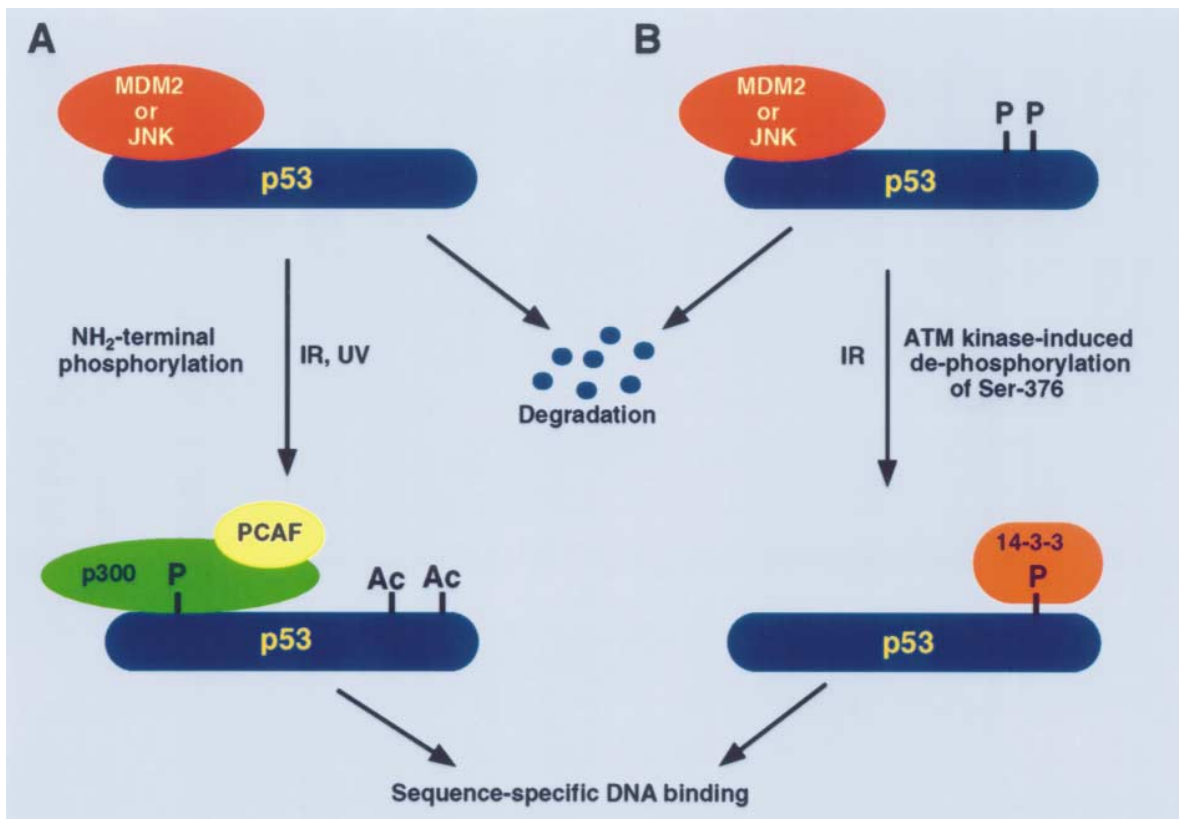 A
MDM2
or
JNK
p53
NH₂-terminal
phosphorylation
IR, UV
PCAF
p300
P
Ac Ac
p53
B
MDM2
or
JNK
P P
p53
IR
ATM kinase-induced
de-phosphorylation
of Ser-376
14-3-3
P
p53
Degradation
Sequence-specific DNA binding